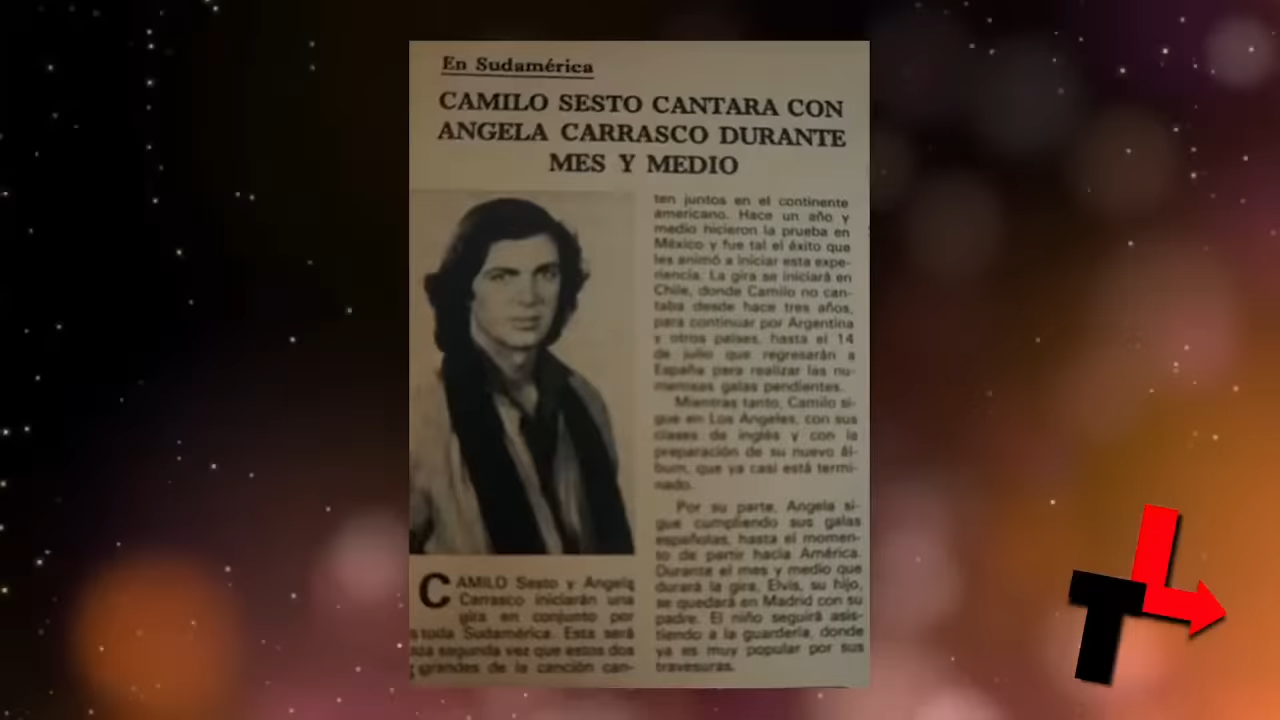 En Sudamérica
CAMILO SESTO CANTARA CON
ANGELA CARRASCO DURANTE
MES Y MEDIO
CAMILO Sesto y Angela
Carrasco iniciarán una
gira en conjunto por
toda Sudamérica. Esta será
segunda vez que estos dos
grandes de la canción can-
ten juntos en el continente
americano. Hace un año y
medio hicieron la prueba en
México y fue tal el éxito que
les animó a iniciar esta expe-
riencia. La gira se iniciará en
Chile, donde Camilo no can-
taba desde hace tres años,
para continuar por Argentina
y otros países, hasta el 14
de julio que regresarán a
España para realizar las nu-
merosas galas pendientes.
Mientras tanto, Camilo si-
gue en Los Angeles, con sus
clases de inglés y con la
preparación de su nuevo ál-
bum, que ya casi está termi-
nado.
Por su parte, Angela si-
gue cumpliendo sus galas
españolas, hasta el momen-
to de partir hacia América.
Durante el mes y medio que
durará la gira, Elvis, su hijo,
se quedará en Madrid con su
padre. El niño seguirá asis-
tiendo a la guardería, donde
ya es muy popular por sus
travesuras.
TL